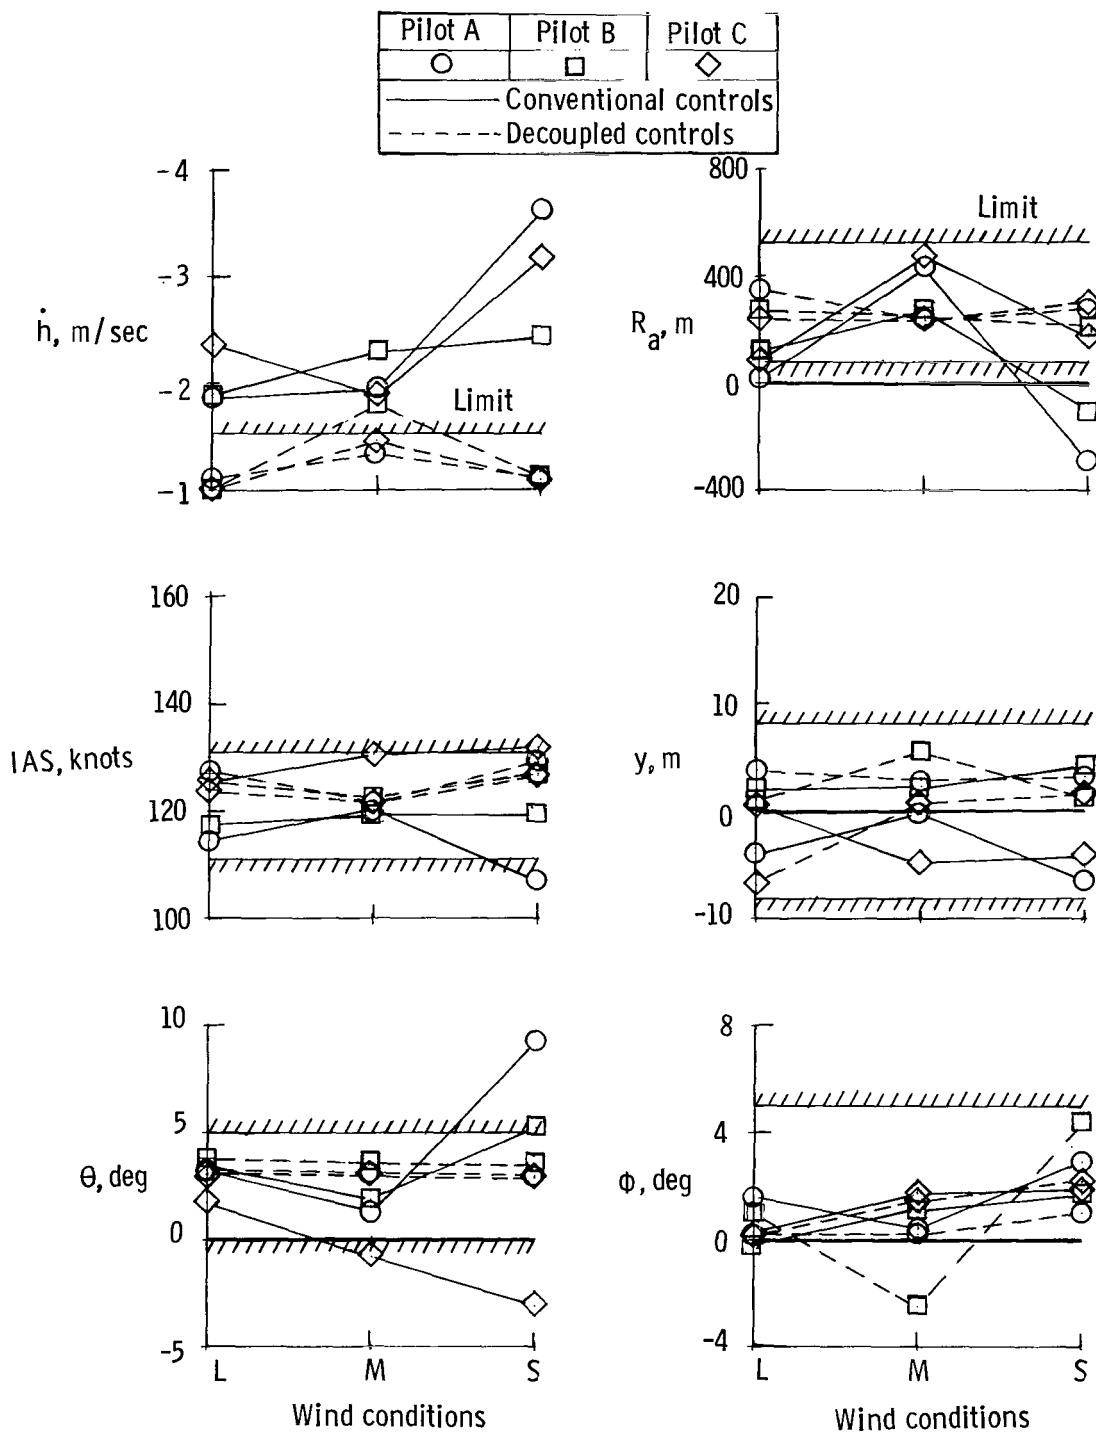 Pilot A Pilot B Pilot C
Conventional controls
Decoupled controls
-4
-3
-2
-1
ḣ, m/sec
Limit
800
400
0
-400
Rₐ, m
Limit
160
140
120
100
IAS, knots
20
10
0
-10
y, m
10
5
0
-5
θ, deg
L M S
Wind conditions
8
4
0
-4
Φ, deg
L M S
Wind conditions